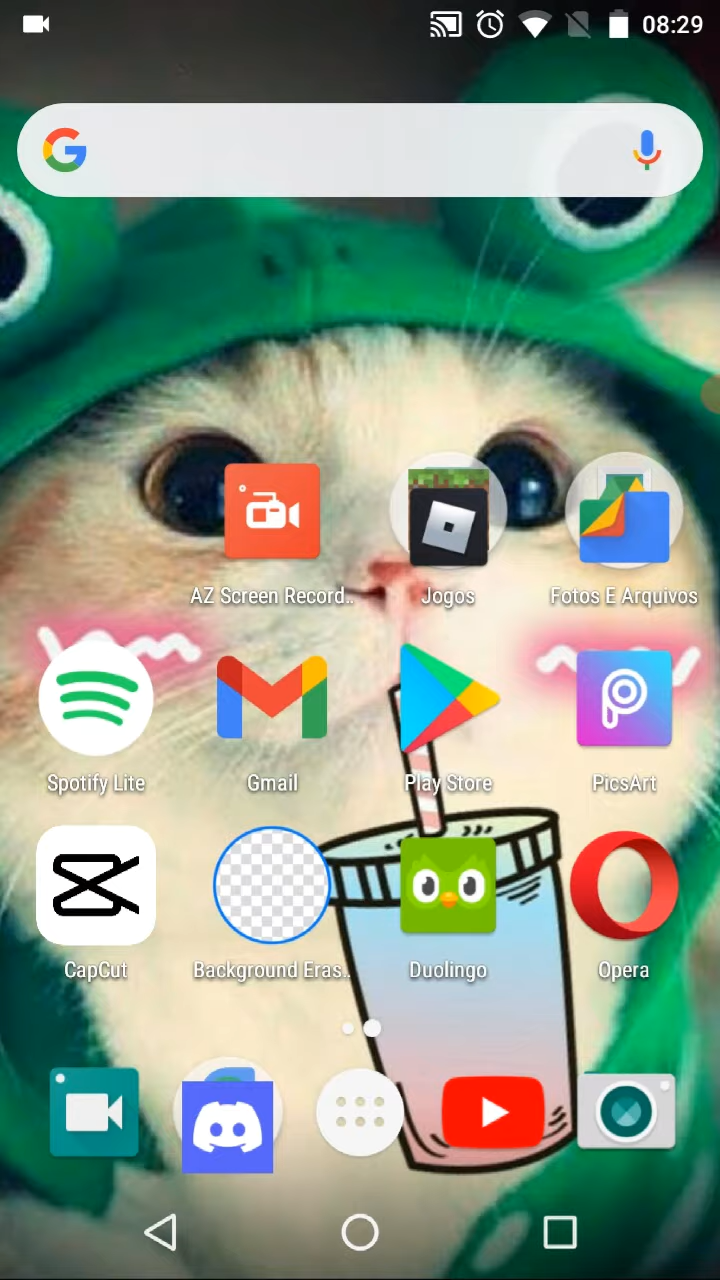 08:29
AZ Screen Record..
Jogos
Fotos E Arquivos
Spotify Lite
Gmail
Play Store
PicsArt
CapCut
Background Eras..
Duolingo
Opera